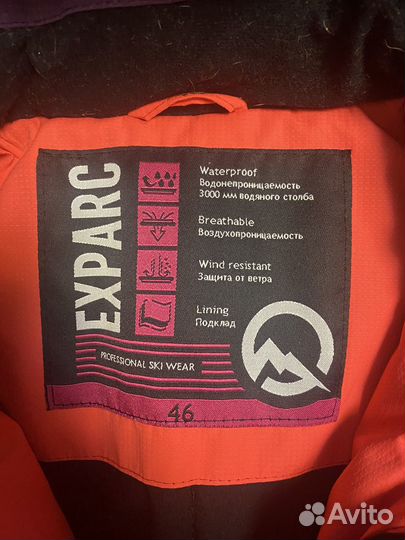 EXPARC
Waterproof
Водонепроницаемость
3000 мм водяного столба
Breathable
Воздухопроницаемость
Wind resistant
Защита от ветра
Lining
Подклад
PROFESSIONAL SKI WEAR
46
Avito